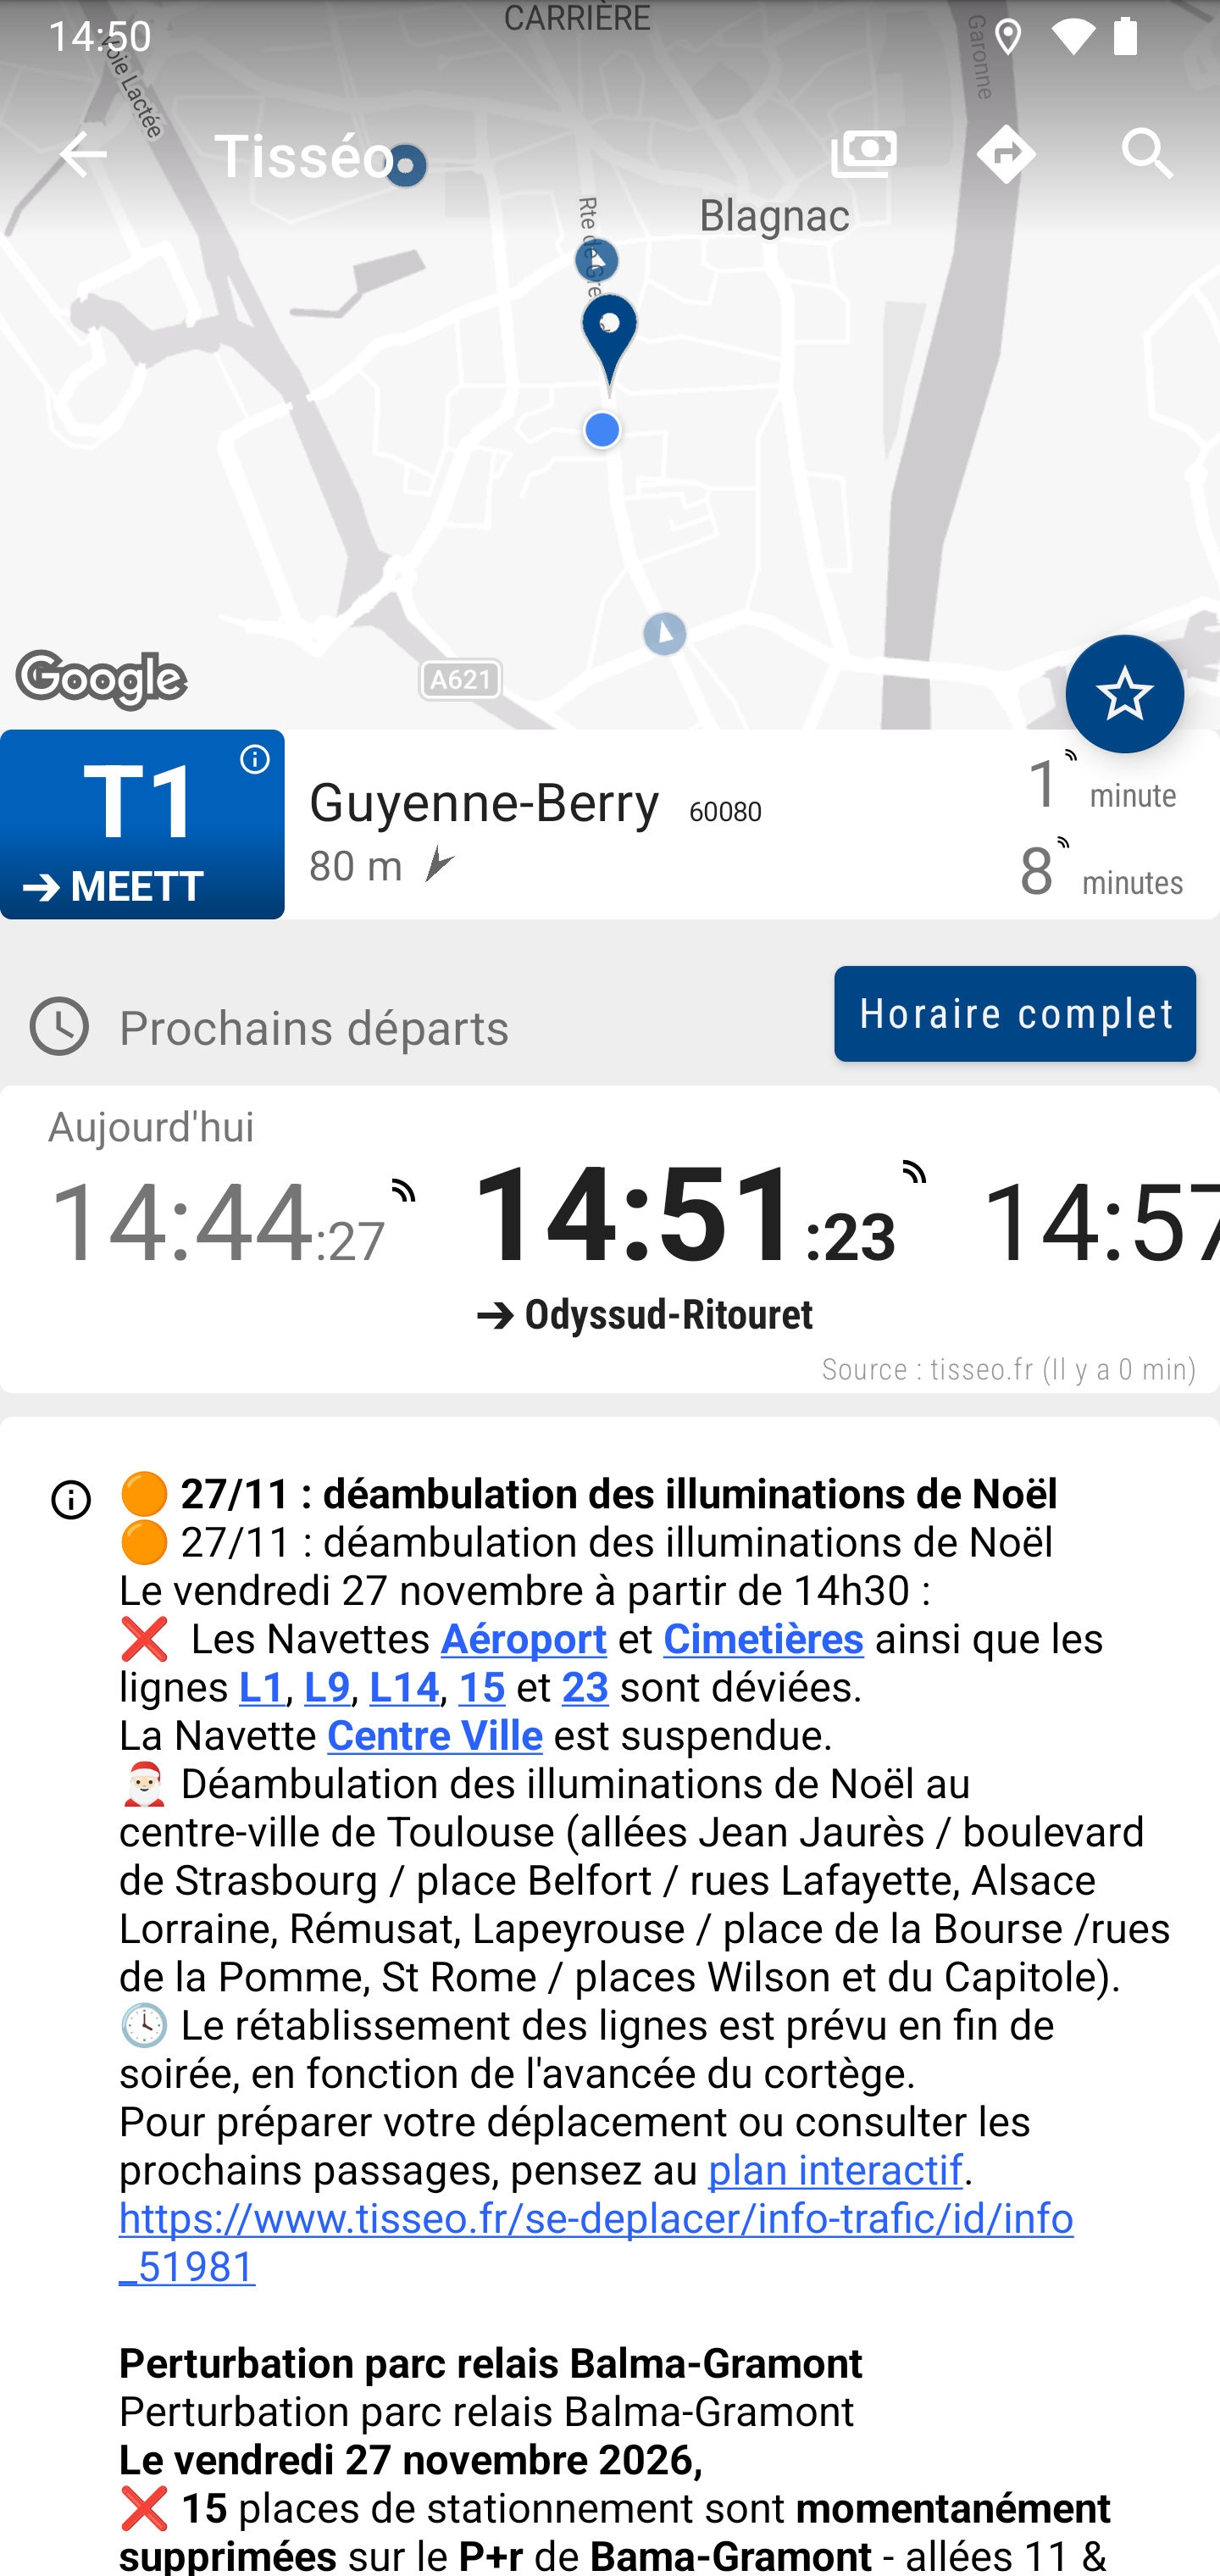 CARRIÈRE
14:50
Voie Lactée
Garonne
Tisséo
Blagnac
Rte de Gre
Google
A621
T1
➔ MEETT
Guyenne-Berry 60080
80 m
1 minute
8 minutes
Prochains départs
Horaire complet
Aujourd'hui
14:44:27 14:51:23 14:57
➔ Odyssud-Ritouret
Source : tisseo.fr (Il y a 0 min)
🟠 27/11 : déambulation des illuminations de Noël
🟠 27/11 : déambulation des illuminations de Noël
Le vendredi 27 novembre à partir de 14h30 :
❌ Les Navettes Aéroport et Cimetières ainsi que les
lignes L1, L9, L14, 15 et 23 sont déviées.
La Navette Centre Ville est suspendue.
🎅🏻 Déambulation des illuminations de Noël au
centre-ville de Toulouse (allées Jean Jaurès / boulevard
de Strasbourg / place Belfort / rues Lafayette, Alsace
Lorraine, Rémusat, Lapeyrouse / place de la Bourse /rues
de la Pomme, St Rome / places Wilson et du Capitole).
🕓 Le rétablissement des lignes est prévu en fin de
soirée, en fonction de l'avancée du cortège.
Pour préparer votre déplacement ou consulter les
prochains passages, pensez au plan interactif.
https://www.tisseo.fr/se-deplacer/info-trafic/id/info
_51981
Perturbation parc relais Balma-Gramont
Perturbation parc relais Balma-Gramont
Le vendredi 27 novembre 2026,
❌ 15 places de stationnement sont momentanément
supprimées sur le P+r de Bama-Gramont - allées 11 &